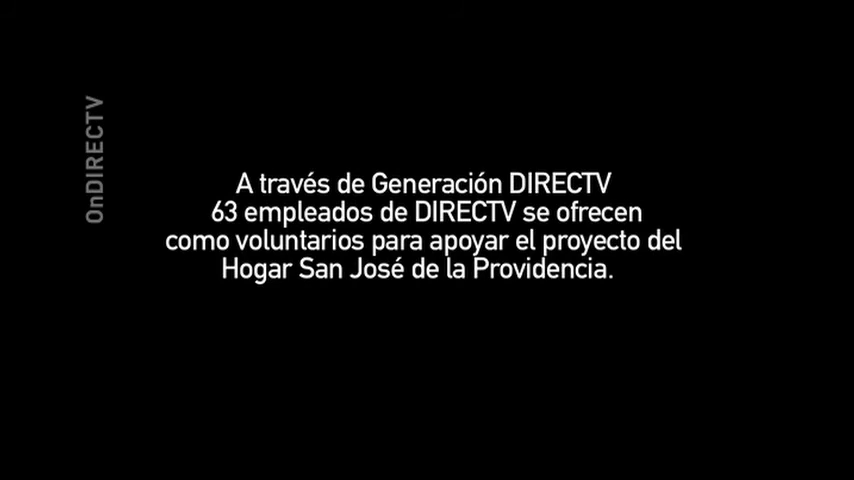 OnDIRECTV
A través de Generación DIRECTV
63 empleados de DIRECTV se ofrecen
como voluntarios para apoyar el proyecto del
Hogar San José de la Providencia.